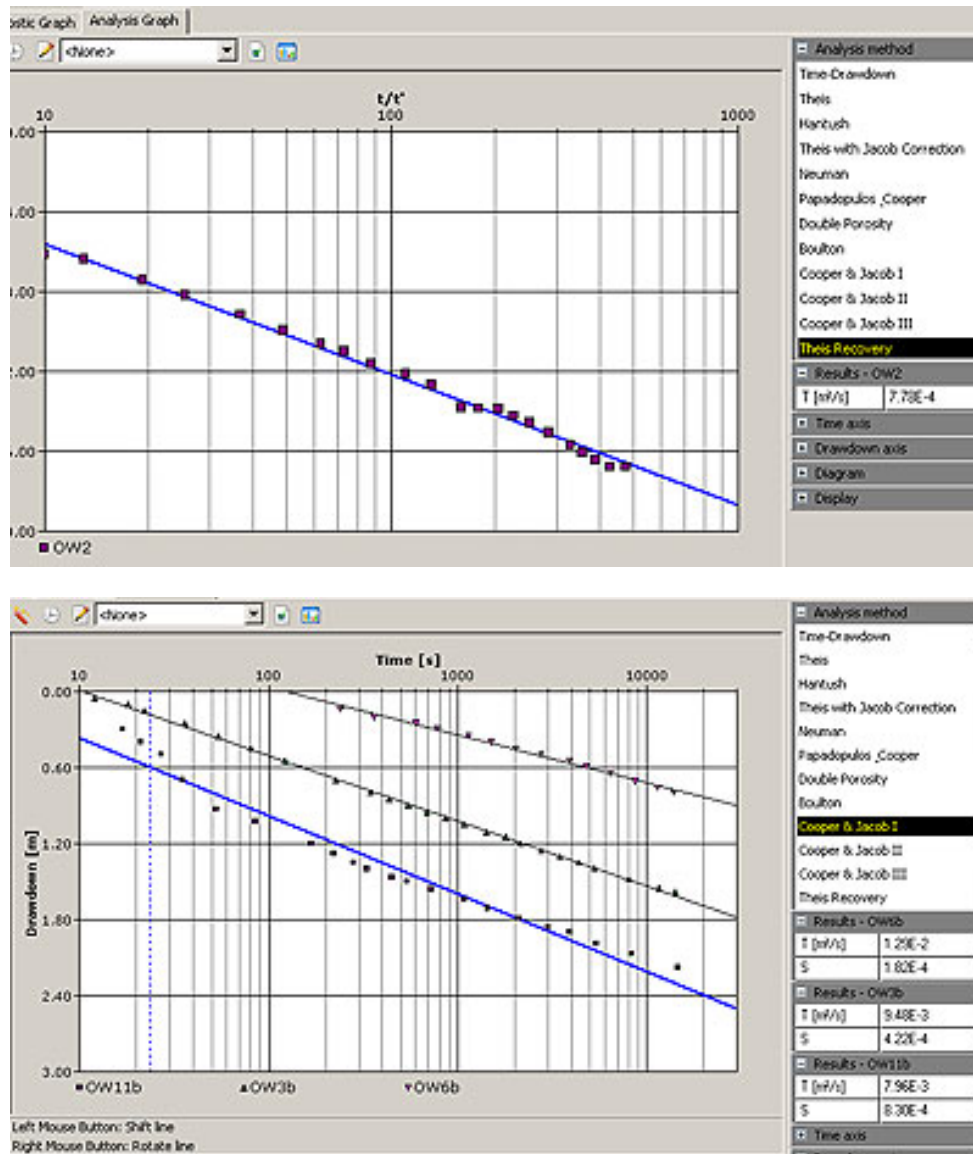 Graph Analysis Graph
<None>
Analysis method
Time-Drawdown
Theis
Hantush
Theis with Jacob Correction
Neuman
Papadopulos ,Cooper
Double Porosity
Boulton
Cooper & Jacob I
Cooper & Jacob II
Cooper & Jacob III
Theis Recovery
Results - OW2
T [m²/s] 7.78E-4
Time axis
Drawdown axis
Diagram
Display
t/t'
10 100 1000
.00
.00
.00
.00
.00
.00
OW2
<None>
Time [s]
10 100 1000 10000
0.00
0.60
1.20
1.80
2.40
3.00
Drawdown [m]
OW11b OW3b OW6b
Left Mouse Button: Shift line
Right Mouse Button: Rotate line
Analysis method
Time-Drawdown
Theis
Hantush
Theis with Jacob Correction
Neuman
Papadopulos ,Cooper
Double Porosity
Boulton
Cooper & Jacob I
Cooper & Jacob II
Cooper & Jacob III
Theis Recovery
Results - OW6b
T [m²/s] 1.29E-2
S 1.82E-4
Results - OW3b
T [m²/s] 9.48E-3
S 4.22E-4
Results - OW11b
T [m²/s] 7.96E-3
S 8.30E-4
Time axis